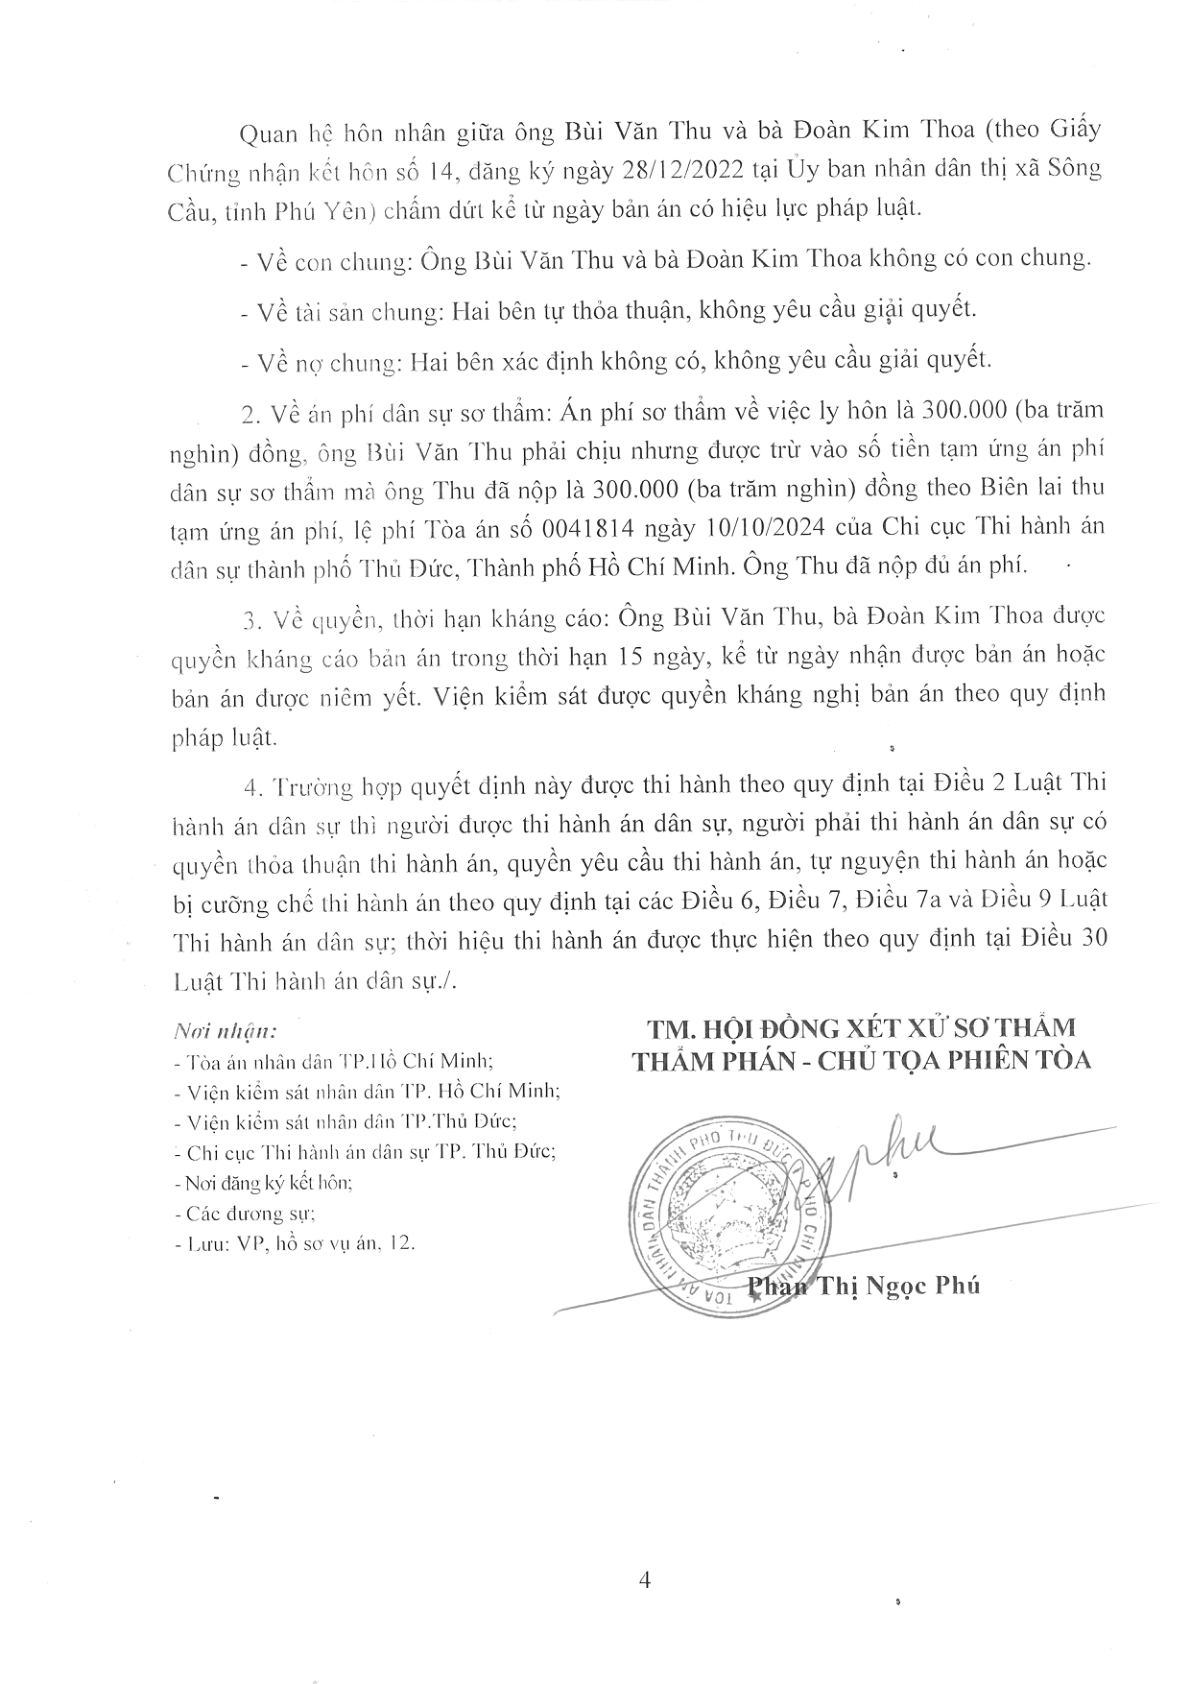 Quan hệ hôn nhân giữa ông Bùi Văn Thu và bà Đoàn Kim Thoa (theo Giấy
Chứng nhận kết hôn số 14, đăng ký ngày 28/12/2022 tại Ủy ban nhân dân thị xã Sông
Cầu, tỉnh Phú Yên) chấm dứt kể từ ngày bản án có hiệu lực pháp luật.
- Về con chung: Ông Bùi Văn Thu và bà Đoàn Kim Thoa không có con chung.
- Về tài sản chung: Hai bên tự thỏa thuận, không yêu cầu giải quyết.
- Về nợ chung: Hai bên xác định không có, không yêu cầu giải quyết.
2. Về án phí dân sự sơ thẩm: Án phí sơ thẩm về việc ly hôn là 300.000 (ba trăm
nghìn) đồng, ông Bùi Văn Thu phải chịu nhưng được trừ vào số tiền tạm ứng án phí
dân sự sơ thẩm mà ông Thu đã nộp là 300.000 (ba trăm nghìn) đồng theo Biên lai thu
tạm ứng án phí, lệ phí Tòa án số 0041814 ngày 10/10/2024 của Chi cục Thi hành án
dân sự thành phố Thủ Đức, Thành phố Hồ Chí Minh. Ông Thu đã nộp đủ án phí.
3. Về quyền, thời hạn kháng cáo: Ông Bùi Văn Thu, bà Đoàn Kim Thoa được
quyền kháng cáo bản án trong thời hạn 15 ngày, kể từ ngày nhận được bản án hoặc
bản án được niêm yết. Viện kiểm sát được quyền kháng nghị bản án theo quy định
pháp luật.
4. Trường hợp quyết định này được thi hành theo quy định tại Điều 2 Luật Thi
hành án dân sự thì người được thi hành án dân sự, người phải thi hành án dân sự có
quyền thỏa thuận thi hành án, quyền yêu cầu thi hành án, tự nguyện thi hành án hoặc
bị cưỡng chế thi hành án theo quy định tại các Điều 6, Điều 7, Điều 7a và Điều 9 Luật
Thi hành án dân sự; thời hiệu thi hành án được thực hiện theo quy định tại Điều 30
Luật Thi hành án dân sự./.
Nơi nhận:
- Tòa án nhân dân TP.Hồ Chí Minh;
- Viện kiểm sát nhân dân TP. Hồ Chí Minh;
- Viện kiểm sát nhân dân TP.Thủ Đức;
- Chi cục Thi hành án dân sự TP. Thủ Đức;
- Nơi đăng ký kết hôn;
- Các đương sự;
- Lưu: VP, hồ sơ vụ án, 12.
TM. HỘI ĐỒNG XÉT XỬ SƠ THẨM
THẨM PHÁN - CHỦ TỌA PHIÊN TÒA
TÒA ÁN NHÂN DÂN THÀNH PHỐ THỦ ĐỨC T.P HỒ CHÍ MINH
Phan Thị Ngọc Phú
4